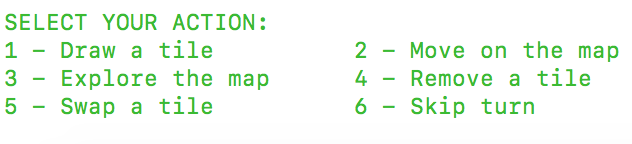 SELECT YOUR ACTION:
1 – Draw a tile 2 – Move on the map
3 – Explore the map 4 – Remove a tile
5 – Swap a tile 6 – Skip turn